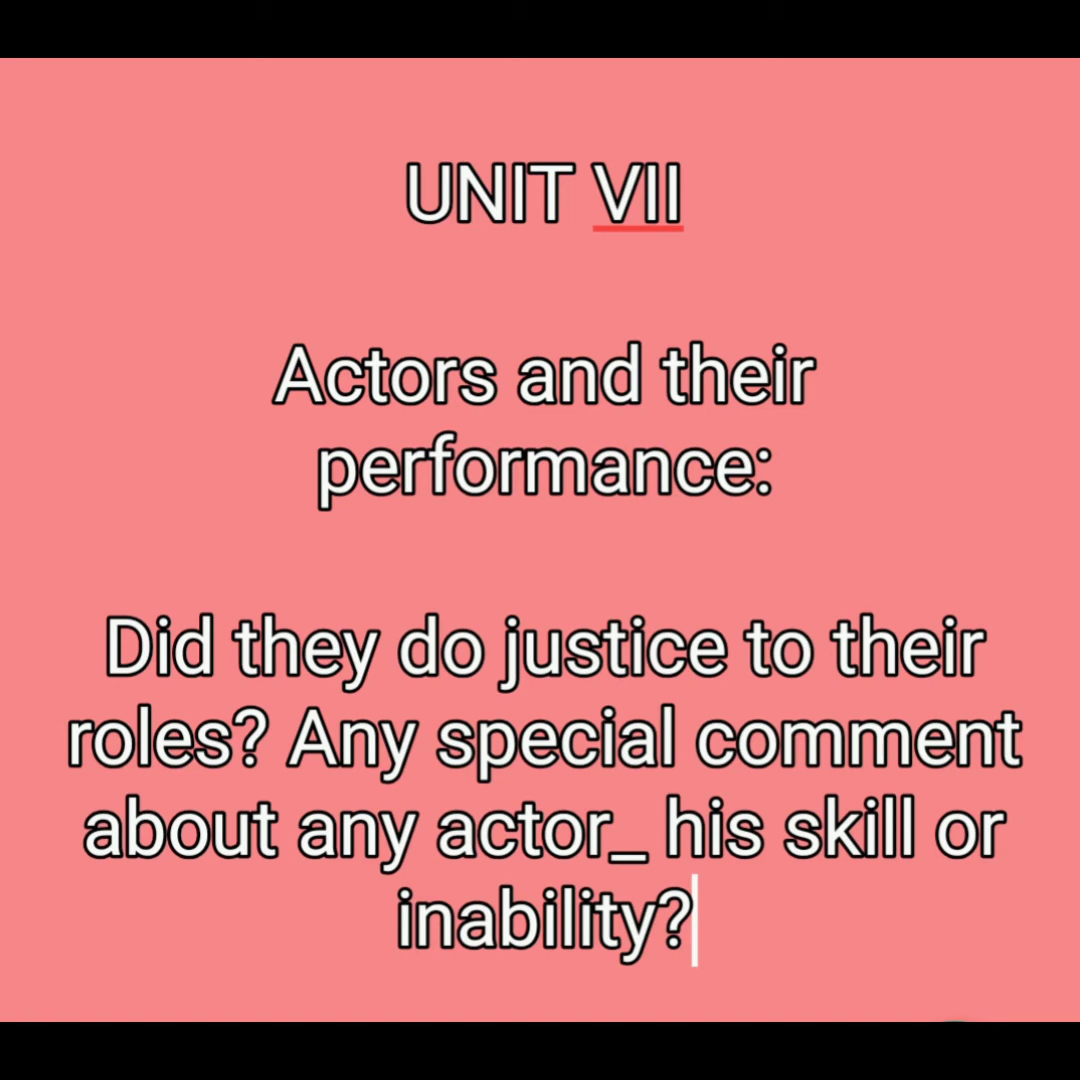 UNIT VII
Actors and their
performance:
Did they do justice to their
roles? Any special comment
about any actor_ his skill or
inability?